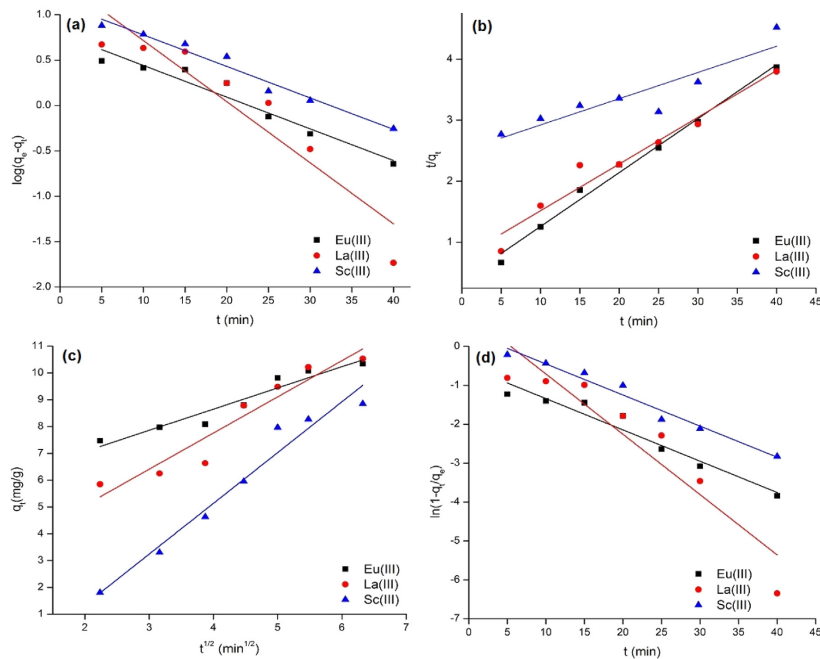 (a)
log(qe-qt)
1.0
0.5
0.0
-0.5
-1.0
-1.5
-2.0
0 5 10 15 20 25 30 35 40
t (min)
Eu(III)
La(III)
Sc(III)
(b)
t/qt
4
3
2
1
0 5 10 15 20 25 30 35 40 45
t (min)
Eu(III)
La(III)
Sc(III)
(c)
qt(mg/g)
11
10
9
8
7
6
5
4
3
2
1
2 3 4 5 6 7
t1/2 (min1/2)
Eu(III)
La(III)
Sc(III)
(d)
ln(1-qt/qe)
0
-1
-2
-3
-4
-5
-6
-7
0 5 10 15 20 25 30 35 40 45
t (min)
Eu(III)
La(III)
Sc(III)